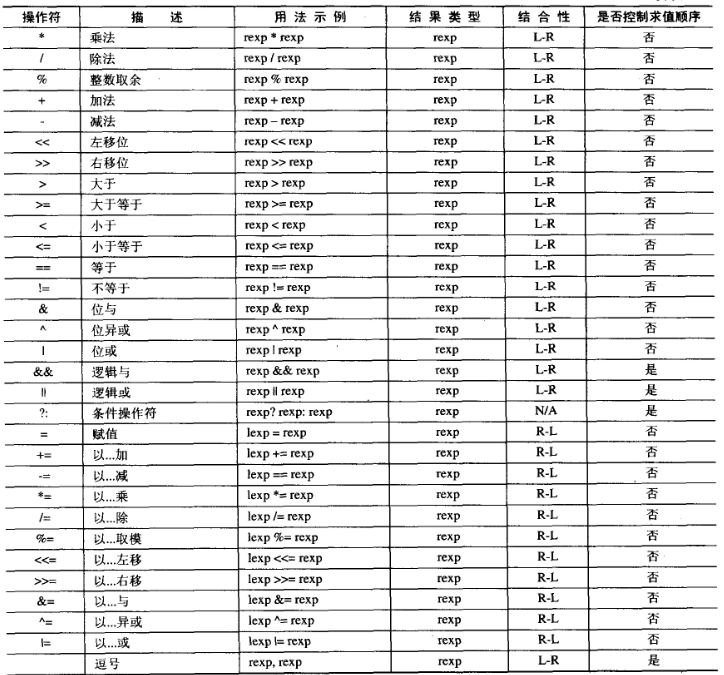 操作符 描 述 用 法 示 例 结 果 类 型 结 合 性 是否控制求值顺序
* 乘法 rexp * rexp rexp L-R 否
/ 除法 rexp / rexp rexp L-R 否
% 整数取余 rexp % rexp rexp L-R 否
+ 加法 rexp + rexp rexp L-R 否
- 减法 rexp – rexp rexp L-R 否
<< 左移位 rexp << rexp rexp L-R 否
>> 右移位 rexp >> rexp rexp L-R 否
> 大于 rexp > rexp rexp L-R 否
>= 大于等于 rexp >= rexp rexp L-R 否
< 小于 rexp < rexp rexp L-R 否
<= 小于等于 rexp <= rexp rexp L-R 否
== 等于 rexp == rexp rexp L-R 否
!= 不等于 rexp != rexp rexp L-R 否
& 位与 rexp & rexp rexp L-R 否
^ 位异或 rexp ^ rexp rexp L-R 否
| 位或 rexp | rexp rexp L-R 否
&& 逻辑与 rexp && rexp rexp L-R 是
|| 逻辑或 rexp || rexp rexp L-R 是
?: 条件操作符 rexp? rexp: rexp rexp N/A 是
= 赋值 lexp = rexp rexp R-L 否
+= 以...加 lexp += rexp rexp R-L 否
-= 以...减 lexp == rexp rexp R-L 否
*= 以...乘 lexp *= rexp rexp R-L 否
/= 以...除 lexp /= rexp rexp R-L 否
%= 以...取模 lexp %= rexp rexp R-L 否
<<= 以...左移 lexp <<= rexp rexp R-L 否
>>= 以...右移 lexp >>= rexp rexp R-L 否
&= 以...与 lexp &= rexp rexp R-L 否
^= 以...异或 lexp ^= rexp rexp R-L 否
|= 以...或 lexp |= rexp rexp R-L 否
逗号 rexp, rexp rexp L-R 是